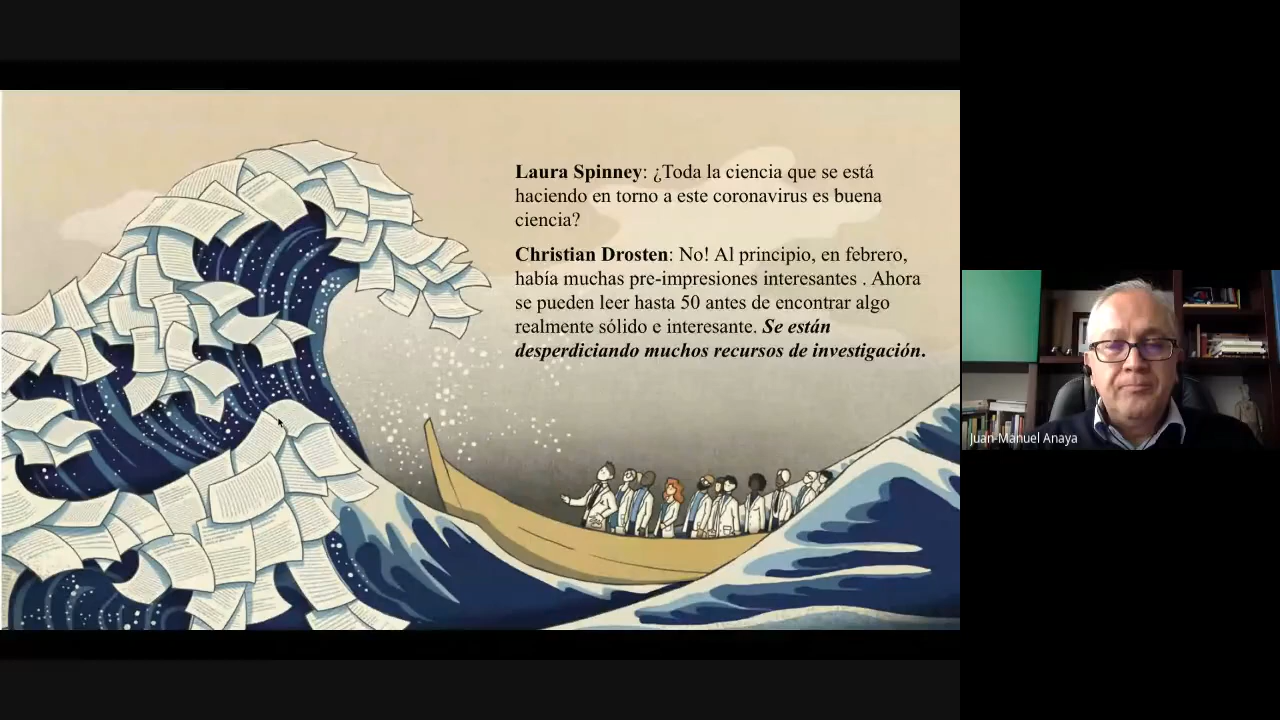 Laura Spinney: ¿Toda la ciencia que se está
haciendo en torno a este coronavirus es buena
ciencia?
Christian Drosten: No! Al principio, en febrero,
había muchas pre-impresiones interesantes . Ahora
se pueden leer hasta 50 antes de encontrar algo
realmente sólido e interesante. Se están
desperdiciando muchos recursos de investigación.
Juan-Manuel Anaya